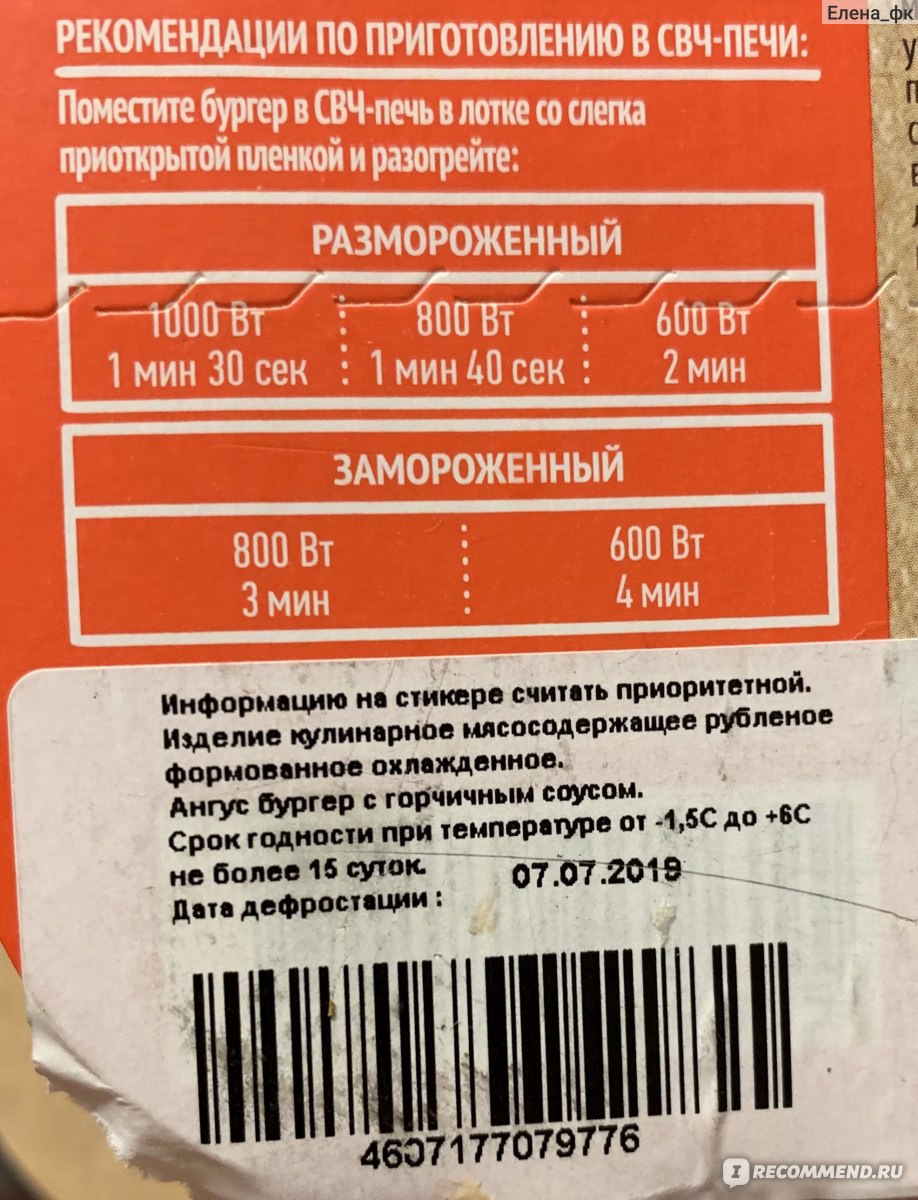 Елена_фк
РЕКОМЕНДАЦИИ ПО ПРИГОТОВЛЕНИЮ В СВЧ-ПЕЧИ:
Поместите бургер в СВЧ-печь в лотке со слегка
приоткрытой пленкой и разогрейте:
РАЗМОРОЖЕННЫЙ
1000 Вт 800 Вт 600 Вт
1 мин 30 сек 1 мин 40 сек 2 мин
ЗАМОРОЖЕННЫЙ
800 Вт 600 Вт
3 мин 4 мин
Информацию на стикере считать приоритетной.
Изделие кулинарное мясосодержащее рубленое
формованное охлажденное.
Ангус бургер с горчичным соусом.
Срок годности при температуре от -1,5С до +6С
не более 15 суток.
07.07.2019
Дата дефростации :
4607177079776
IRECOMMEND.RU